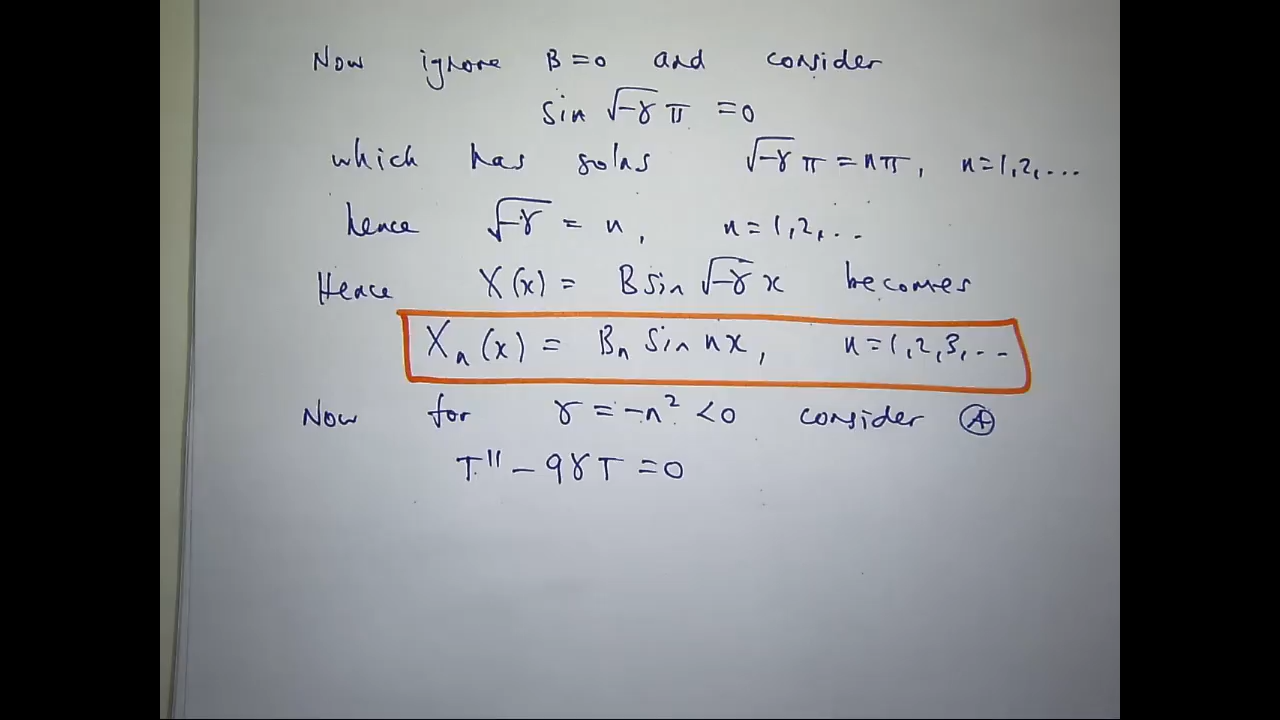 Now ignore B=0 and consider
sin √-γ π =0
which has solns √-γ π = nπ, n=1,2,...
hence √-γ = n, n=1,2,..
Hence X(x) = B sin √-γ x becomes
Xₙ(x) = Bₙ sin nx, n=1,2,3,..
Now for γ = -n² <0 consider Ⓐ
T'' - 9γT =0